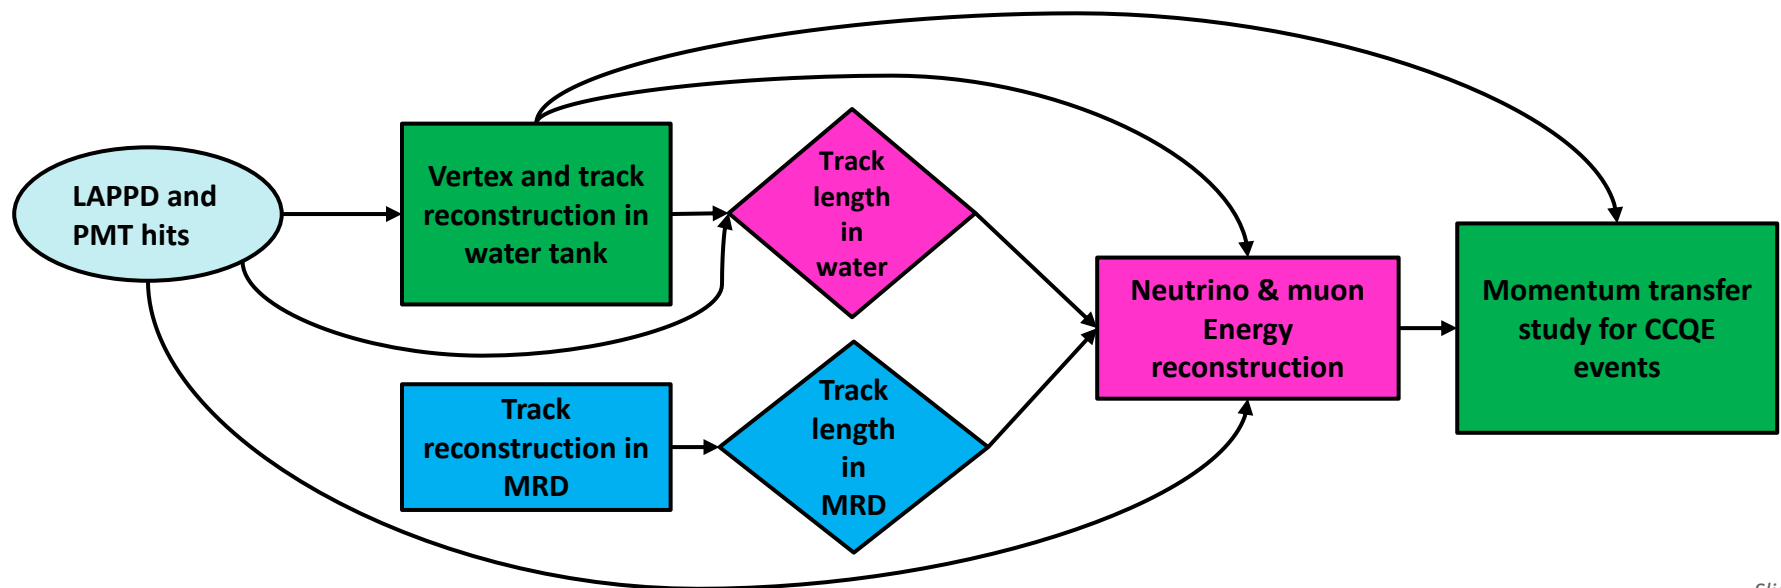 LAPPD and
PMT hits
Vertex and track
reconstruction in
water tank
Track
length
in
water
Track
reconstruction in
MRD
Track
length
in
MRD
Neutrino & muon
Energy
reconstruction
Momentum transfer
study for CCQE
events